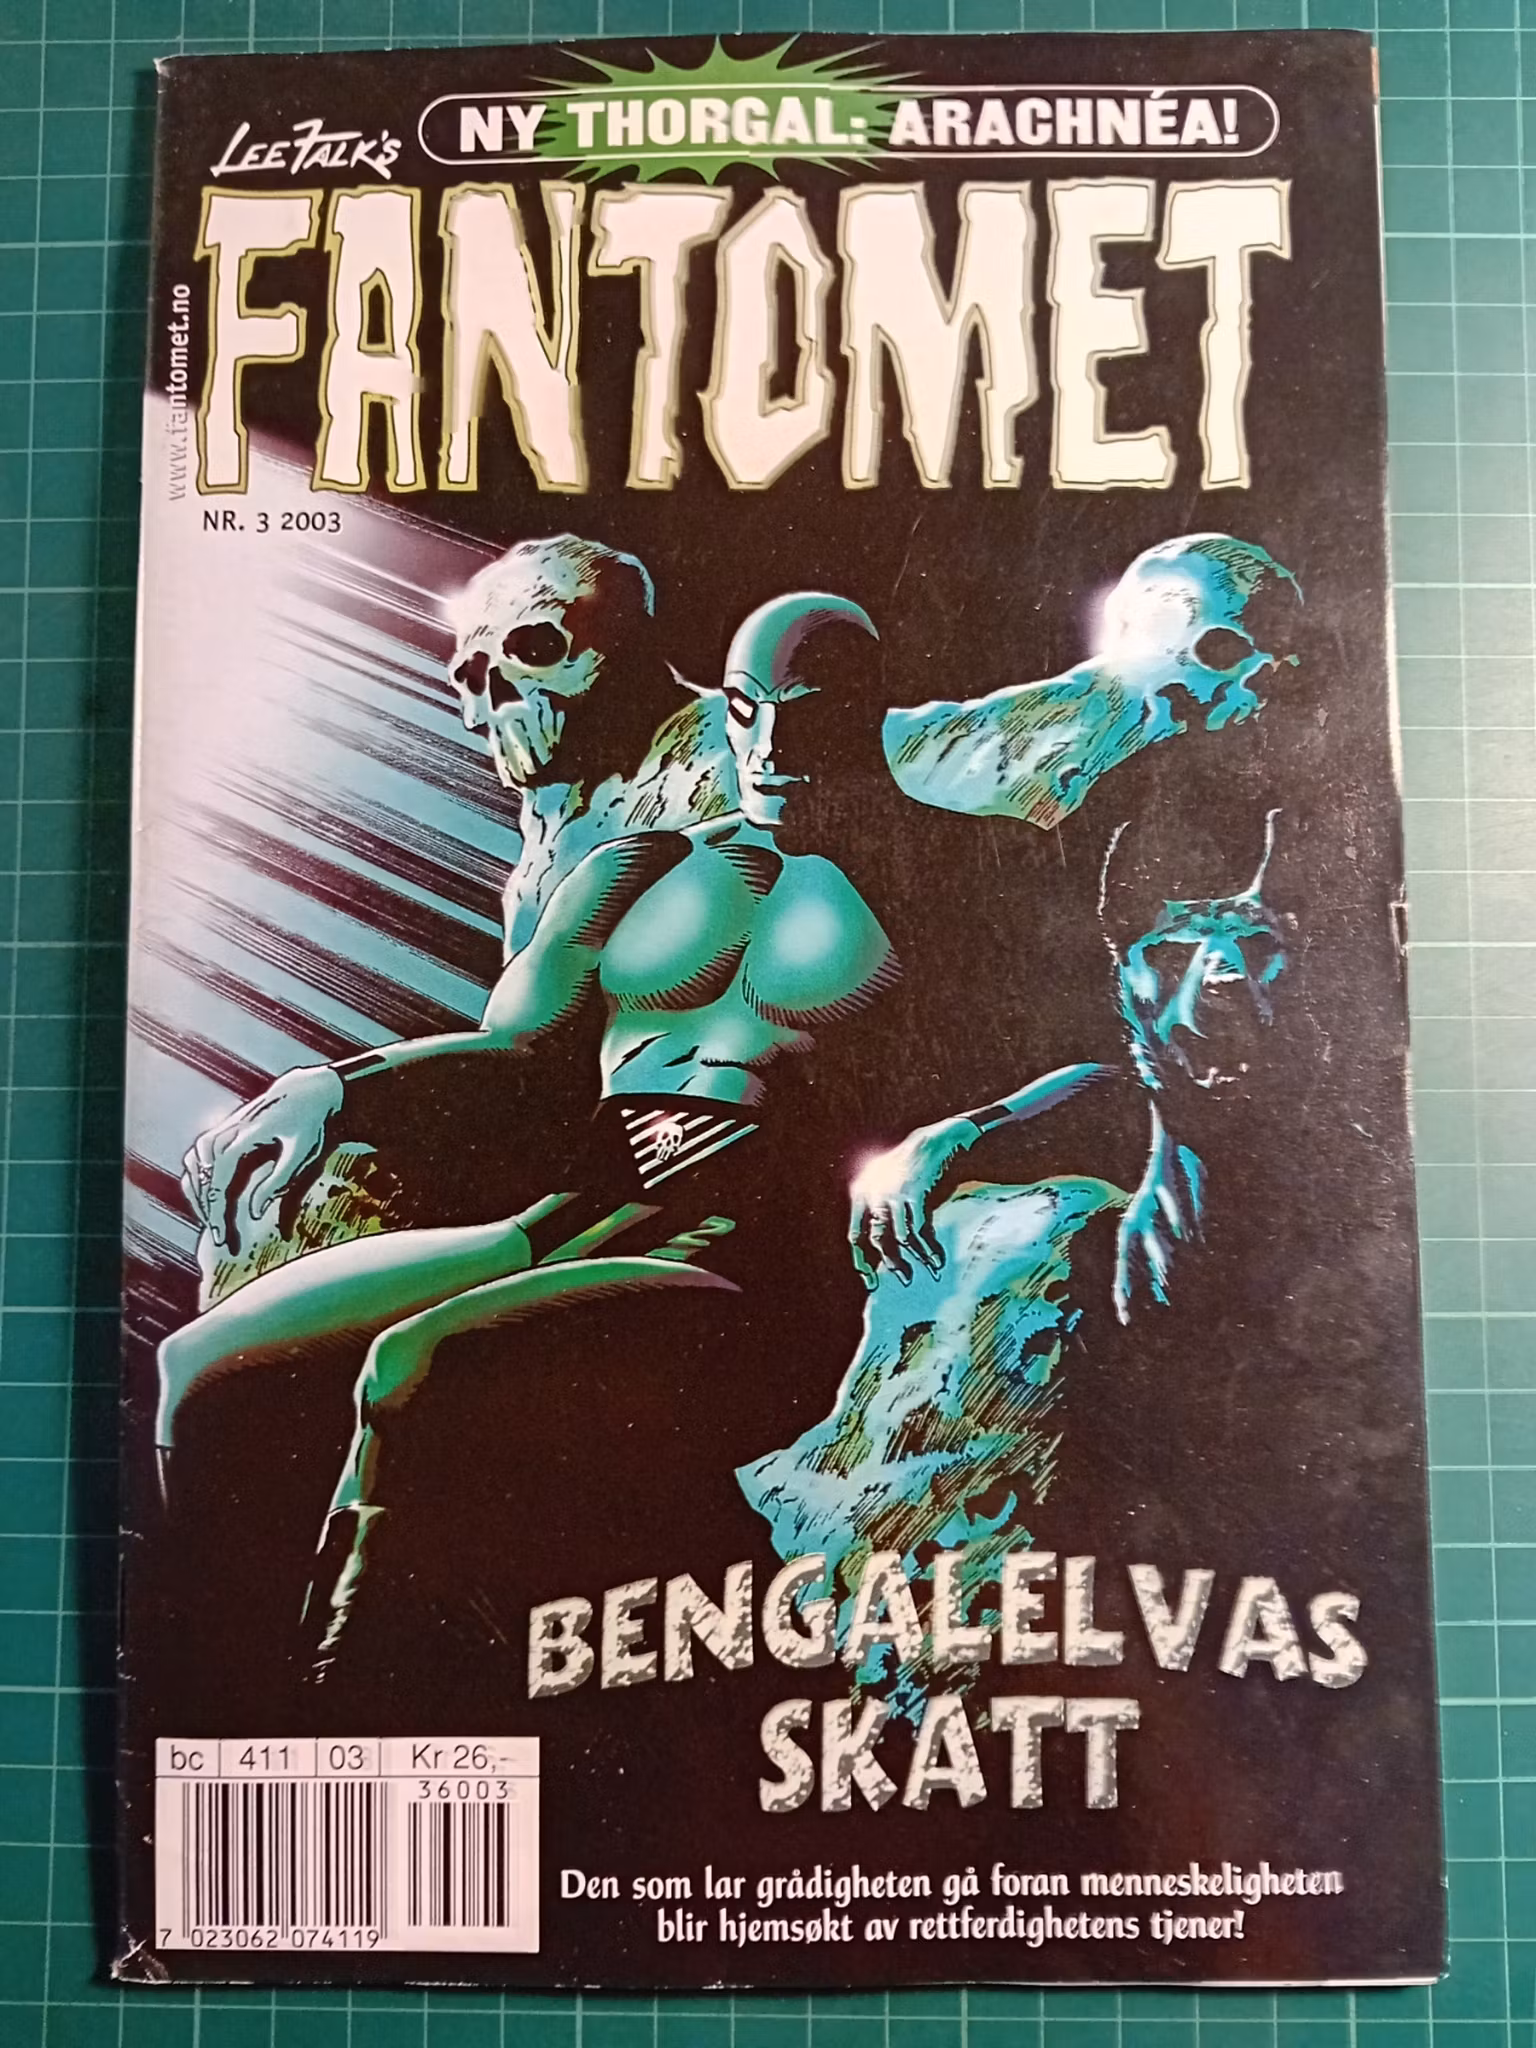 NY THORGAL: ARACHNÉA!
LEE FALK'S
FANTOMET
www.fantomet.no
NR. 3 2003
BENGALELVAS
SKATT
bc 411 03 Kr 26,-
36003
7 023062 074119
Den som lar grådigheten gå foran menneskeligheten
blir hjemsøkt av rettferdighetens tjener!